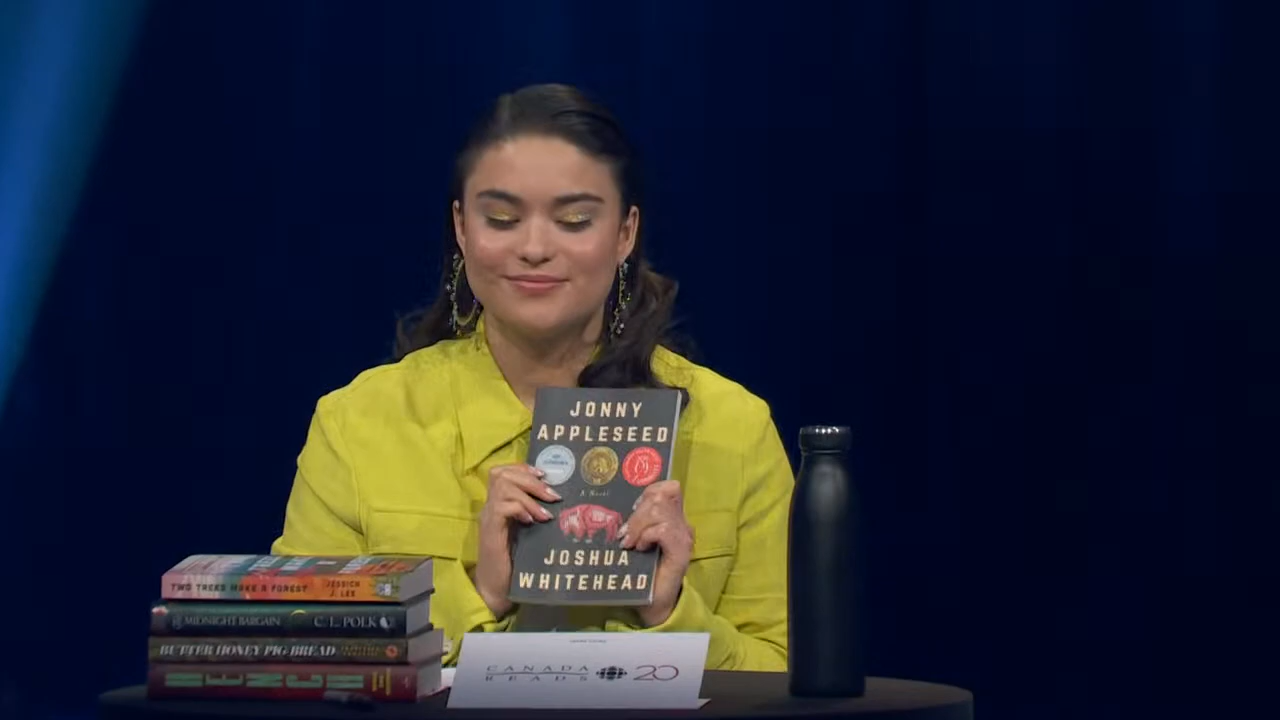 JONNY
APPLESEED
A Novel
JOSHUA
WHITEHEAD
TWO TREES MAKE A FOREST
JESSICA
J. LEE
MIDNIGHT BARGAIN
C. L. POLK
BUTTER HONEY PIG BREAD
HENCH
CANADA
READS
20